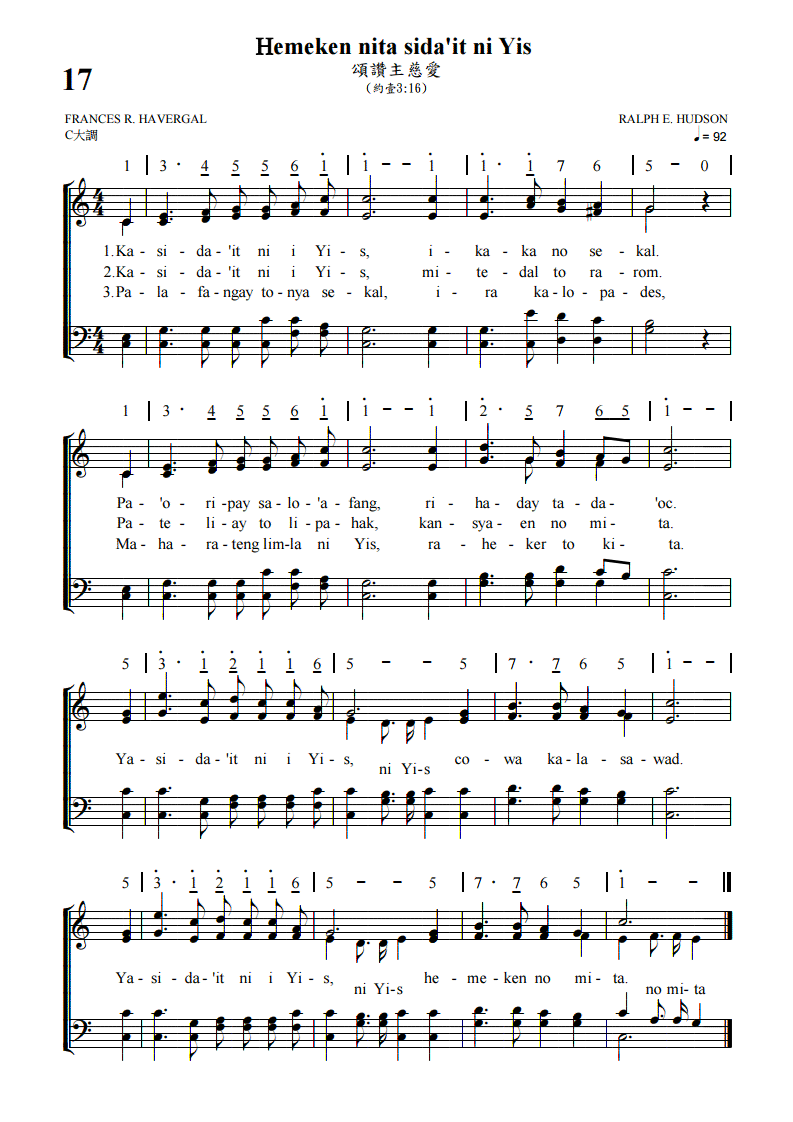 Hemeken nita sida'it ni Yis
17
頌讚主慈愛
(約壹3:16)
FRANCES R. HAVERGAL
RALPH E. HUDSON
C大調
♩= 92
1 | 3 · 4 5 5 6 1 | 1 – – 1 | 1 · 1 7 6 | 5 – 0 |
1.Ka - si - da - 'it ni i Yi - s, i - ka - ka no se - kal.
2.Ka - si - da - 'it ni i Yi - s, mi - te - dal to ra - rom.
3.Pa - la - fa - ngay to - nya se - kal, i - ra ka - lo - pa - des,
1 | 3 · 4 5 5 6 1 | 1 – – 1 | 2 · 5 7 6 5 | 1 – – |
Pa - 'o - ri - pay sa - lo - 'a - fang, ri - ha - day ta - da - 'oc.
Pa - te - li - ay to li - pa - hak, kan - sya - en no mi - ta.
Ma - ha - ra - teng lim - la ni Yis, ra - he - ker to ki - ta.
5 | 3 · 1 2 1 1 6 | 5 – – 5 | 7 · 7 6 5 | 1 – – |
Ya - si - da - 'it ni i Yi - s, co - wa ka - la - sa - wad.
ni Yi-s
5 | 3 · 1 2 1 1 6 | 5 – – 5 | 7 · 7 6 5 | 1 – –
Ya - si - da - 'it ni i Yi - s, he - me - ken no mi - ta.
ni Yi-s
no mi - ta